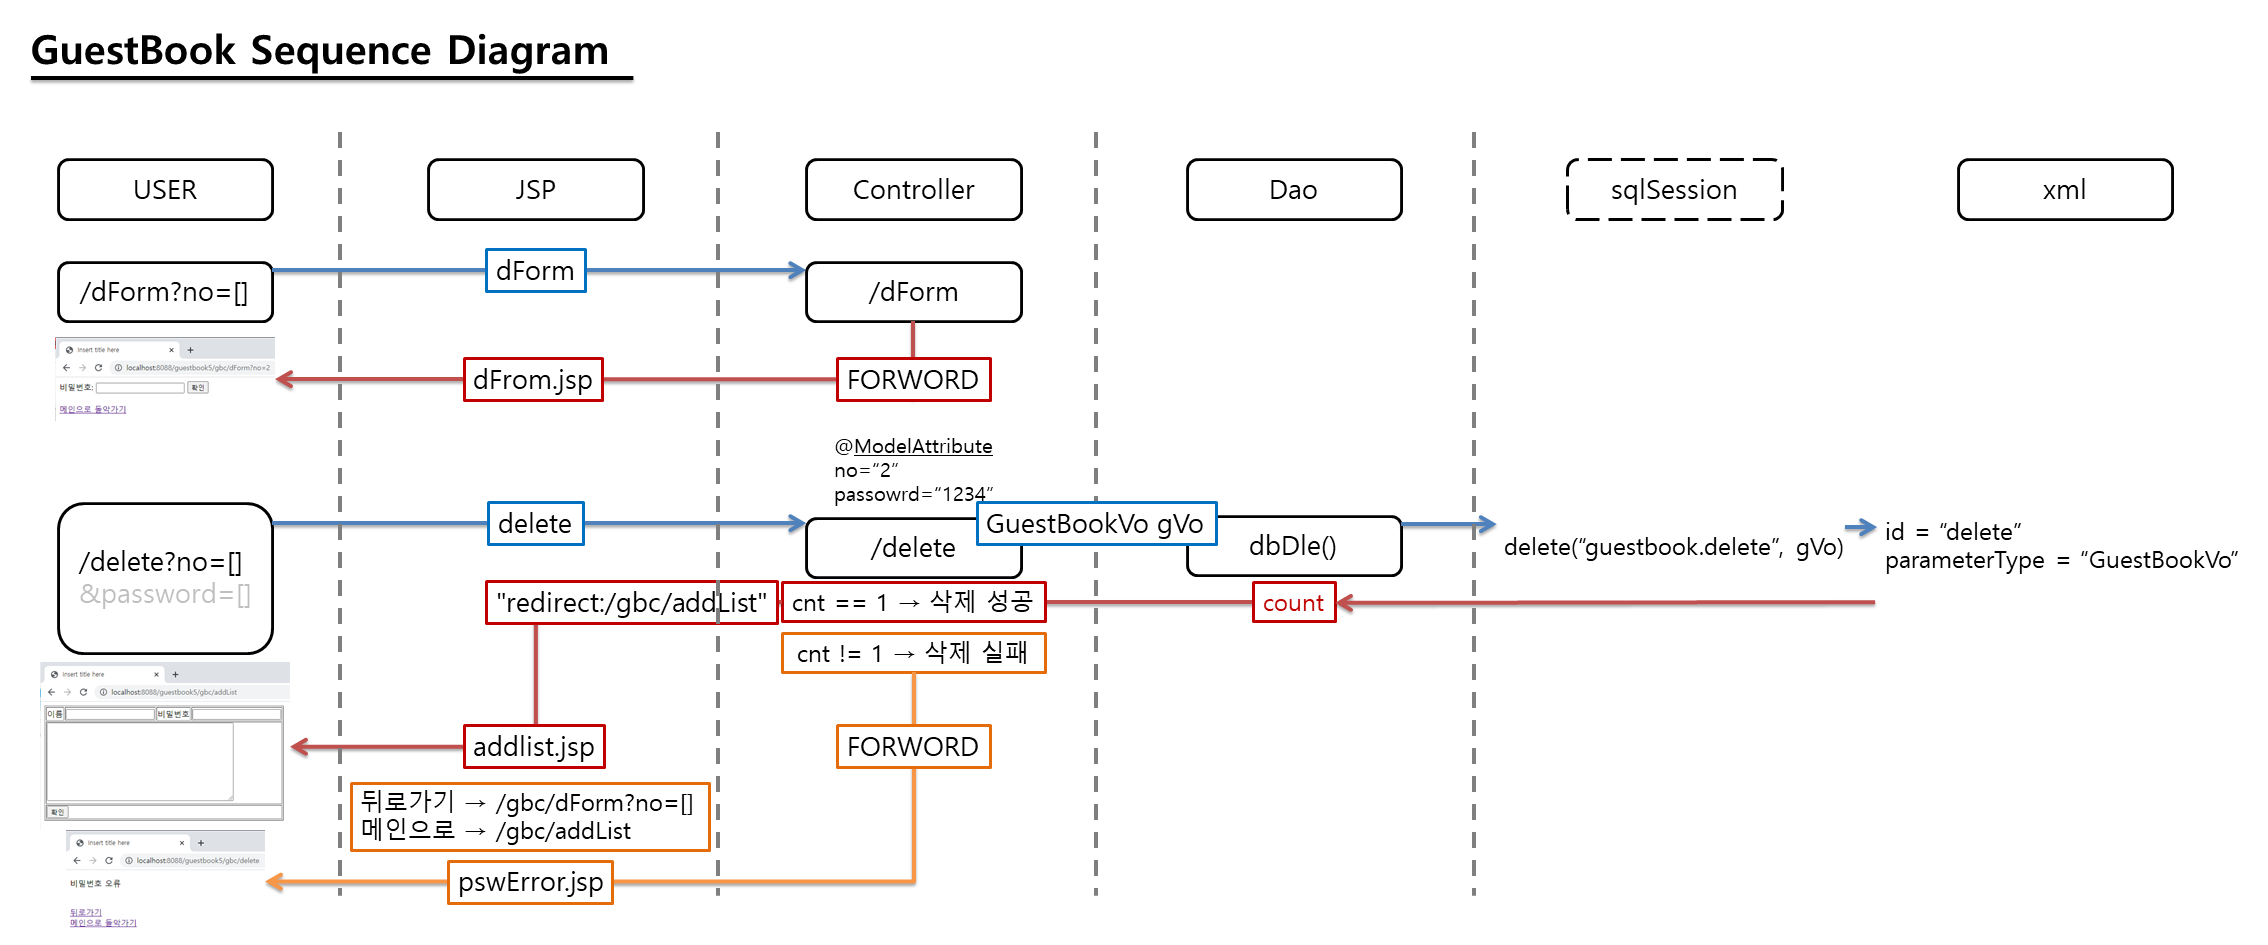 GuestBook Sequence Diagram
USER
JSP
Controller
Dao
sqlSession
xml
/dForm?no=[]
dForm
/dForm
Insert title here
localhost:8088/guestbook5/gbc/dForm?no=2
비밀번호:
확인
메인으로 돌악가기
dFrom.jsp
FORWORD
@ModelAttribute
no=“2”
passowrd=“1234”
/delete?no=[]
&password=[]
delete
/delete
GuestBookVo gVo
dbDle()
delete(“guestbook.delete”, gVo)
id = “delete”
parameterType = “GuestBookVo”
"redirect:/gbc/addList"
cnt == 1 → 삭제 성공
count
cnt != 1 → 삭제 실패
Insert title here
localhost:8088/guestbook5/gbc/addList
이름
비밀번호
확인
addlist.jsp
FORWORD
뒤로가기 → /gbc/dForm?no=[]
메인으로 → /gbc/addList
Insert title here
localhost:8088/guestbook5/gbc/delete
비밀번호 오류
뒤로가기
메인으로 돌악가기
pswError.jsp